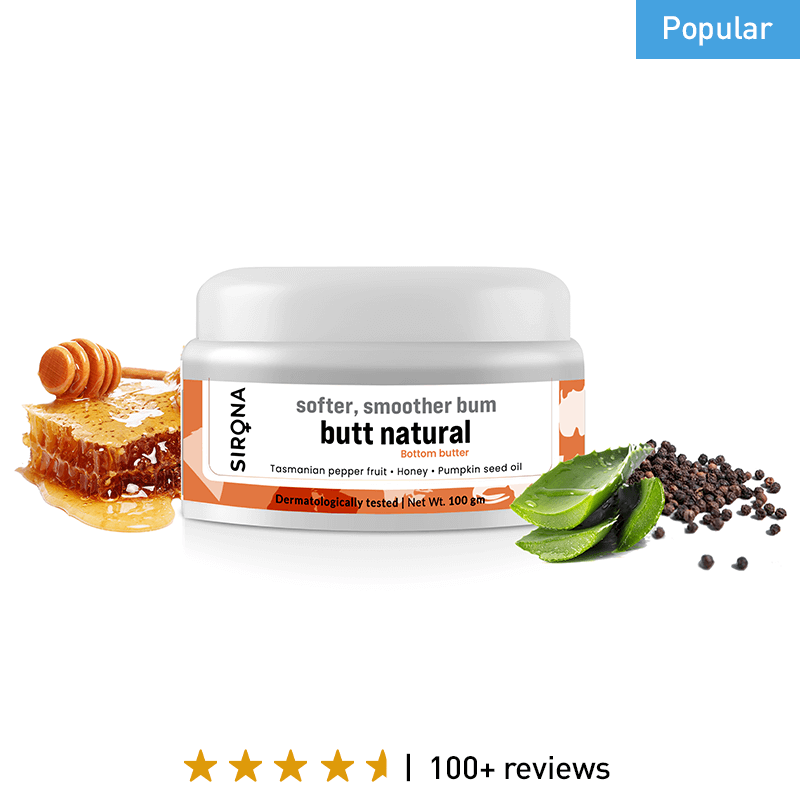 Popular
SIRONA
softer, smoother bum
butt natural
Bottom butter
Tasmanian pepper fruit • Honey • Pumpkin seed oil
Dermatologically tested | Net Wt. 100 gm
| 100+ reviews